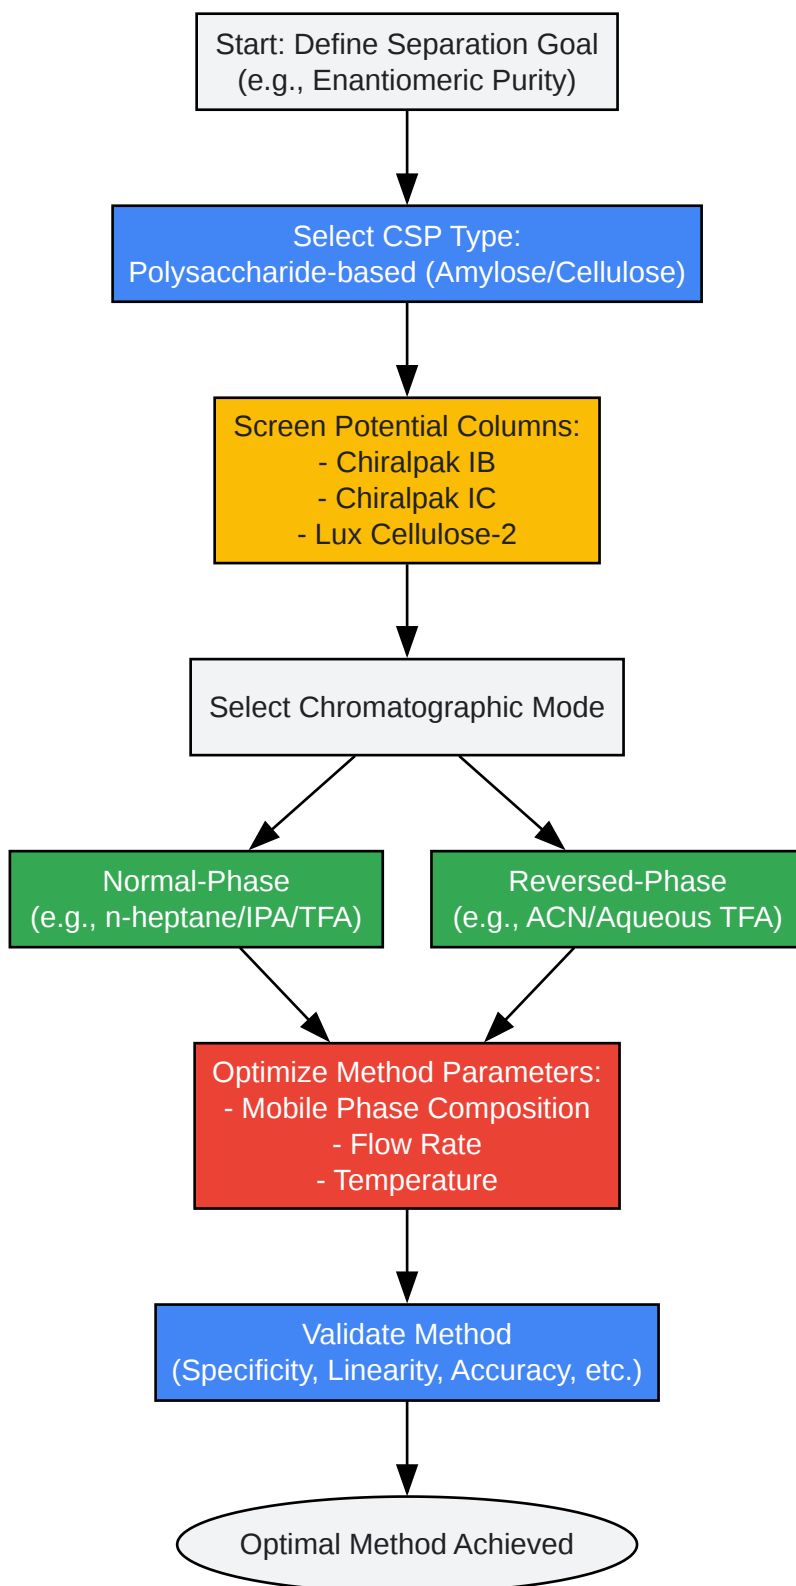 Start: Define Separation Goal
(e.g., Enantiomeric Purity)
Select CSP Type:
Polysaccharide-based (Amylose/Cellulose)
Screen Potential Columns:
- Chiralpak IB
- Chiralpak IC
- Lux Cellulose-2
Select Chromatographic Mode
Normal-Phase
(e.g., n-heptane/IPA/TFA)
Reversed-Phase
(e.g., ACN/Aqueous TFA)
Optimize Method Parameters:
- Mobile Phase Composition
- Flow Rate
- Temperature
Validate Method
(Specificity, Linearity, Accuracy, etc.)
Optimal Method Achieved